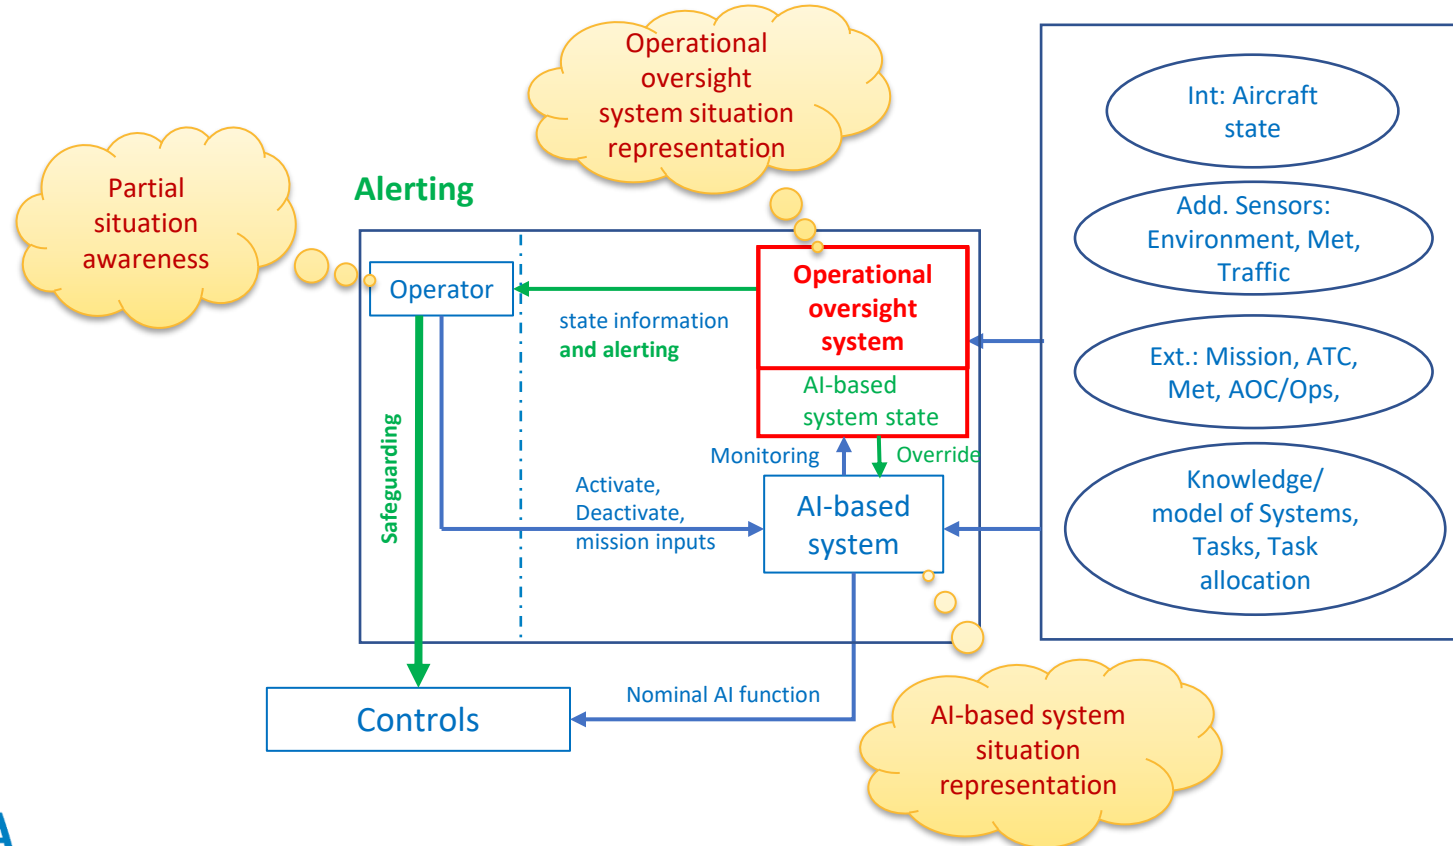 Operational
oversight
system situation
representation
Int: Aircraft
state
Partial
situation
awareness
Alerting
Add. Sensors:
Environment, Met,
Traffic
Operator
state information
and alerting
Operational
oversight
system
AI-based
system state
Ext.: Mission, ATC,
Met, AOC/Ops,
Safeguarding
Monitoring
Override
Activate,
Deactivate,
mission inputs
AI-based
system
Knowledge/
model of Systems,
Tasks, Task
allocation
Controls
Nominal AI function
AI-based system
situation
representation
A